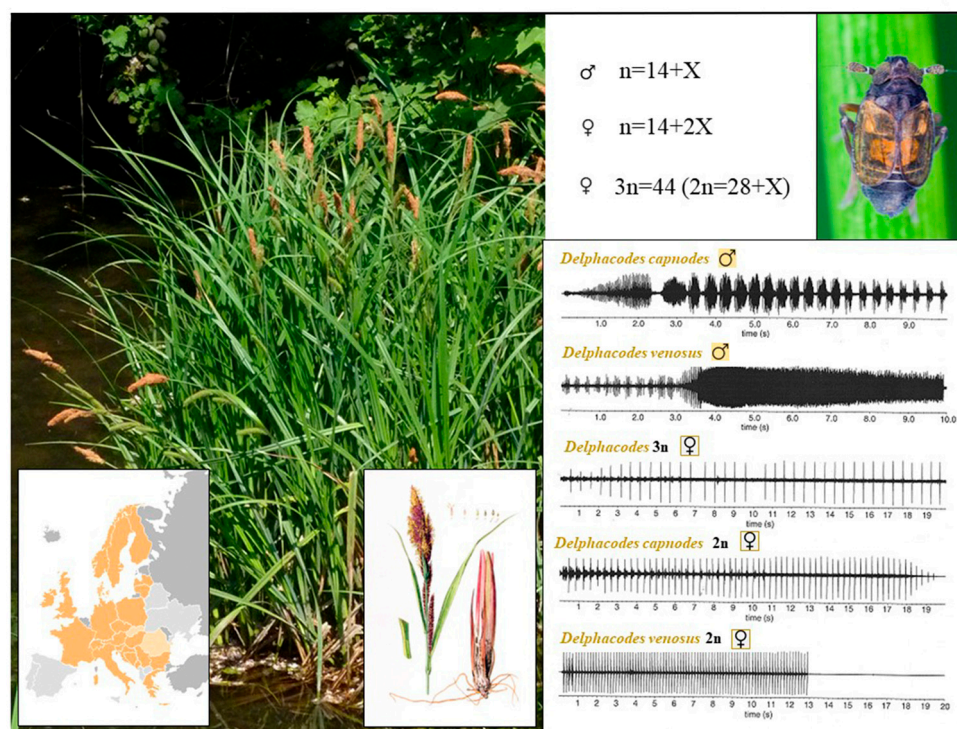 ♂ n=14+X
♀ n=14+2X
♀ 3n=44 (2n=28+X)
Delphacodes capnodes ♂
1.0 2.0 3.0 4.0 5.0 6.0 7.0 8.0 9.0
time (s)
Delphacodes venosus ♂
1.0 2.0 3.0 4.0 5.0 6.0 7.0 8.0 9.0 10.0
time (s)
Delphacodes 3n ♀
1 2 3 4 5 6 7 8 9 10 11 12 13 14 15 16 17 18 19
time (s)
Delphacodes capnodes 2n ♀
1 2 3 4 5 6 7 8 9 10 11 12 13 14 15 16 17 18 19
time (s)
Delphacodes venosus 2n ♀
1 2 3 4 5 6 7 8 9 10 11 12 13 14 15 16 17 18 19 20
time (s)